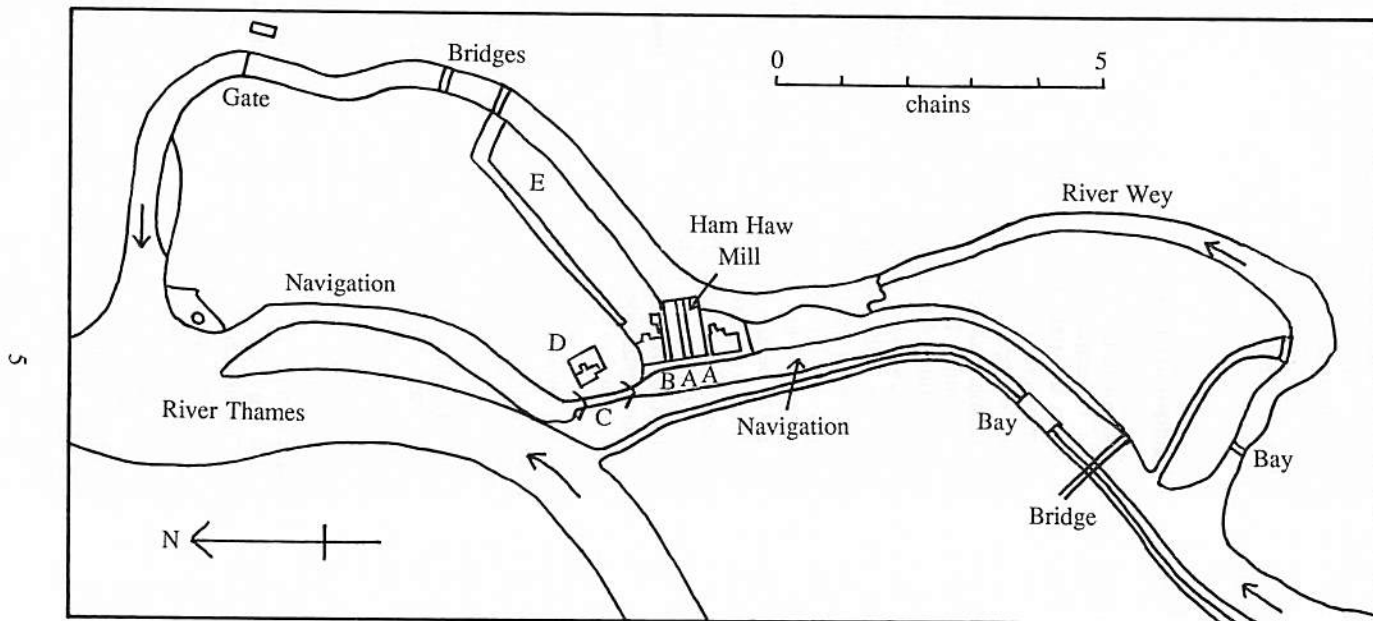 Bridges
0 5
chains
Gate
E
River Wey
Ham Haw
Mill
Navigation
D
B A A
C
River Thames
Navigation
Bay
Bay
Bridge
N
5